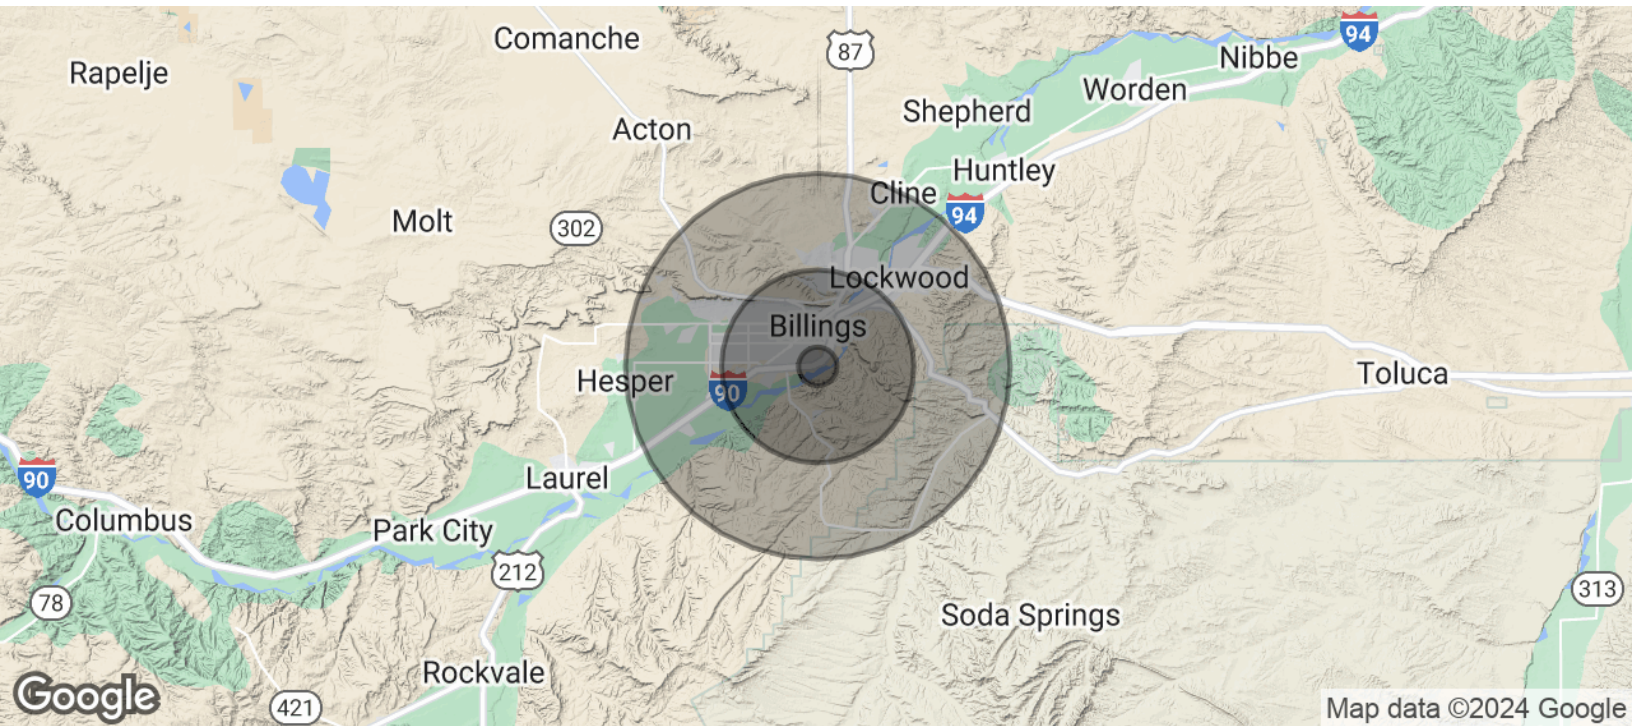 Comanche
94
87
Nibbe
Rapelje
Worden
Shepherd
Acton
Huntley
Cline
94
Molt
302
Lockwood
Billings
Toluca
Hesper
90
Laurel
90
Columbus
Park City
212
313
78
Soda Springs
Rockvale
Google
421
Map data ©2024 Google